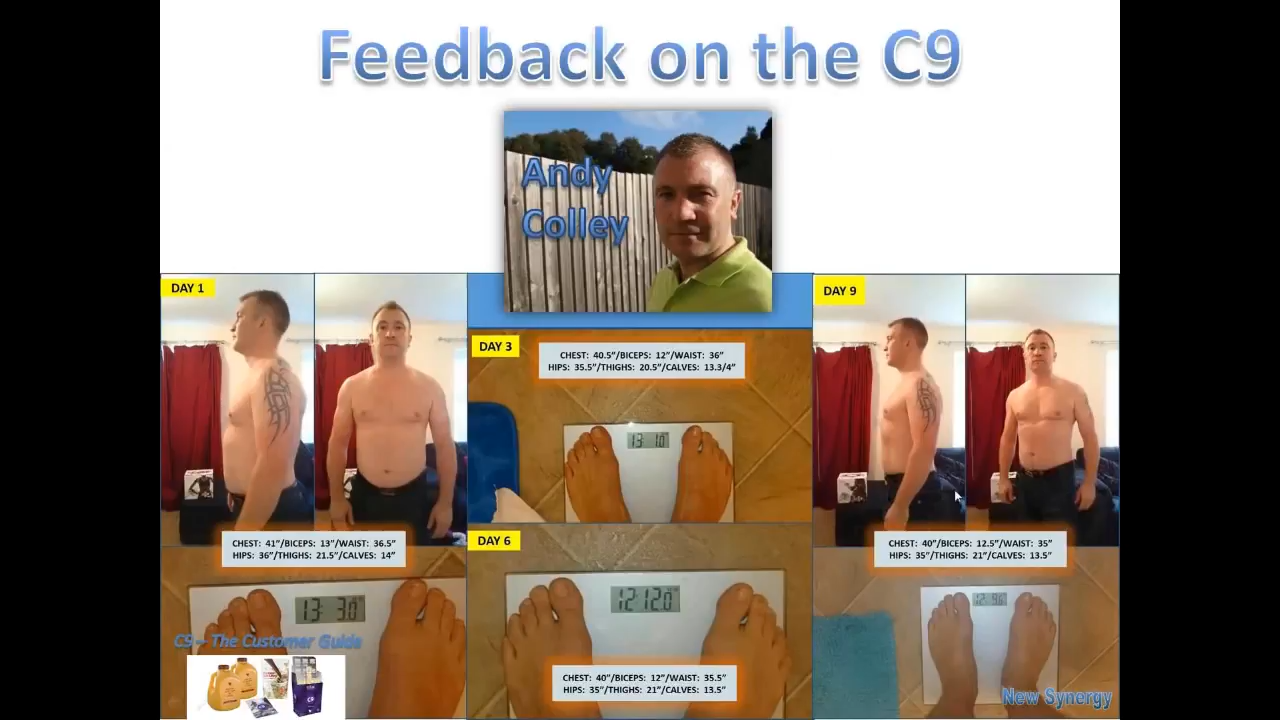 Feedback on the C9
Andy
Colley
DAY 1
CHEST: 41"/BICEPS: 13"/WAIST: 36.5"
HIPS: 36"/THIGHS: 21.5"/CALVES: 14"
13 3.0
C9 – The Customer Guide
C9
DAY 3
CHEST: 40.5"/BICEPS: 12"/WAIST: 36"
HIPS: 35.5"/THIGHS: 20.5"/CALVES: 13.3/4"
13 1.0
DAY 6
12 12.0
CHEST: 40"/BICEPS: 12"/WAIST: 35.5"
HIPS: 35"/THIGHS: 21"/CALVES: 13.5"
DAY 9
CHEST: 40"/BICEPS: 12.5"/WAIST: 35"
HIPS: 35"/THIGHS: 21"/CALVES: 13.5"
New Synergy